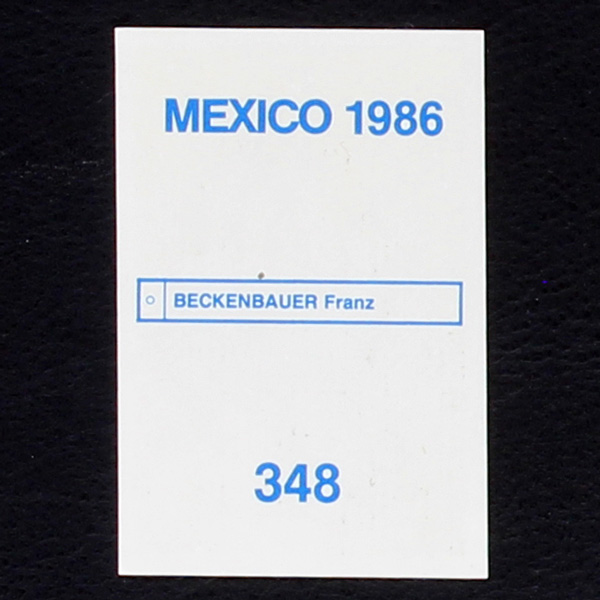 MEXICO 1986
BECKENBAUER Franz
348